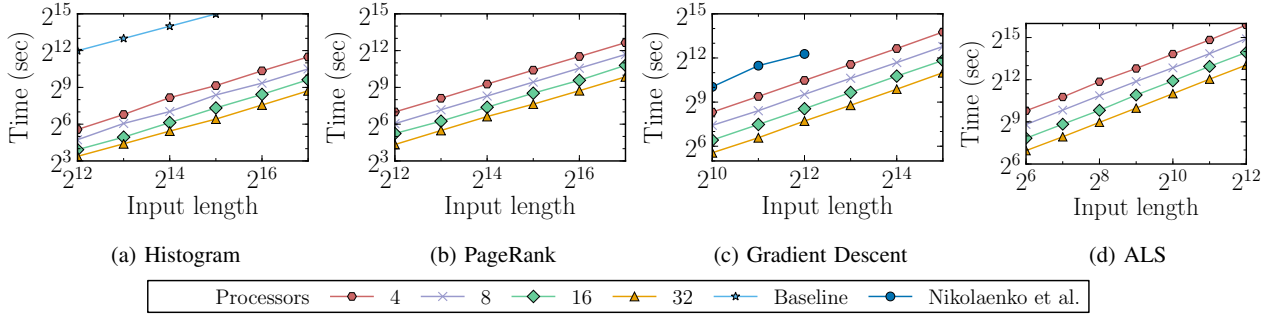 Time (sec)
2^15
2^12
2^9
2^6
2^3
2^12 2^14 2^16
Input length
(a) Histogram
Time (sec)
2^15
2^12
2^9
2^6
2^3
2^12 2^14 2^16
Input length
(b) PageRank
Time (sec)
2^15
2^12
2^9
2^6
2^10 2^12 2^14
Input length
(c) Gradient Descent
Time (sec)
2^15
2^12
2^9
2^6
2^6 2^8 2^10 2^12
Input length
(d) ALS
Processors 4 8 16 32 Baseline Nikolaenko et al.